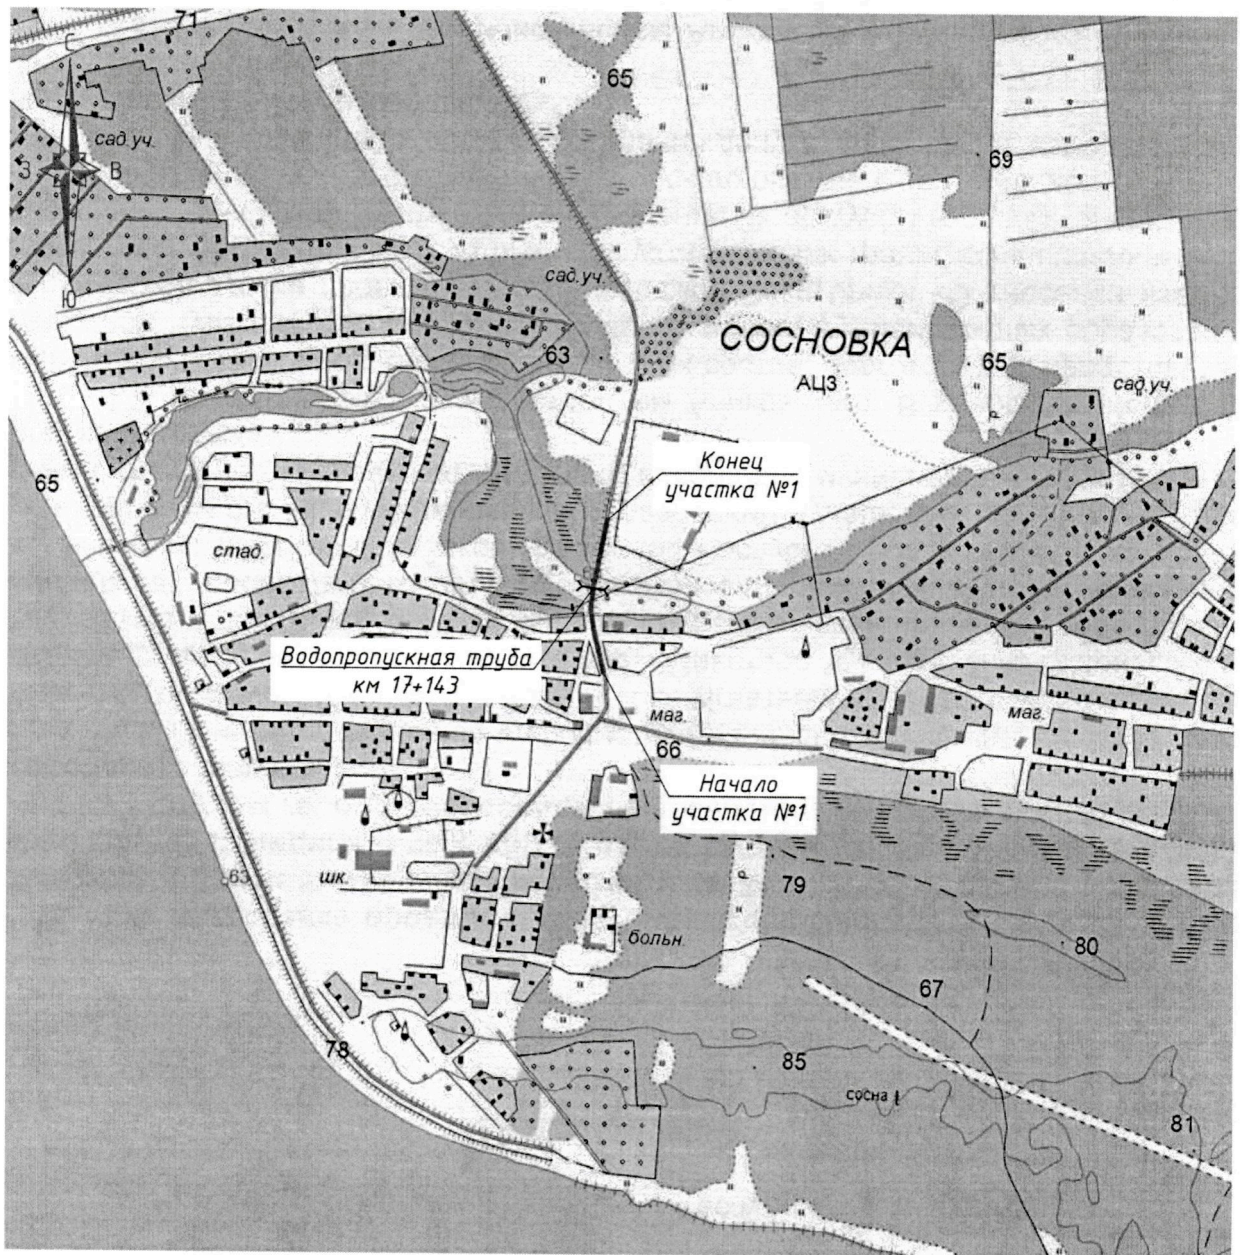 71
С
65
сад.уч.
З
В
69
Ю
сад.уч.
63
СОСНОВКА
65
АЦЗ
сад.уч.
65
Конец
участка №1
стад.
Водопропускная труба
км 17+143
маг.
маг.
66
Начало
участка №1
63
шк.
79
больн.
80
67
78
85
сосна
81